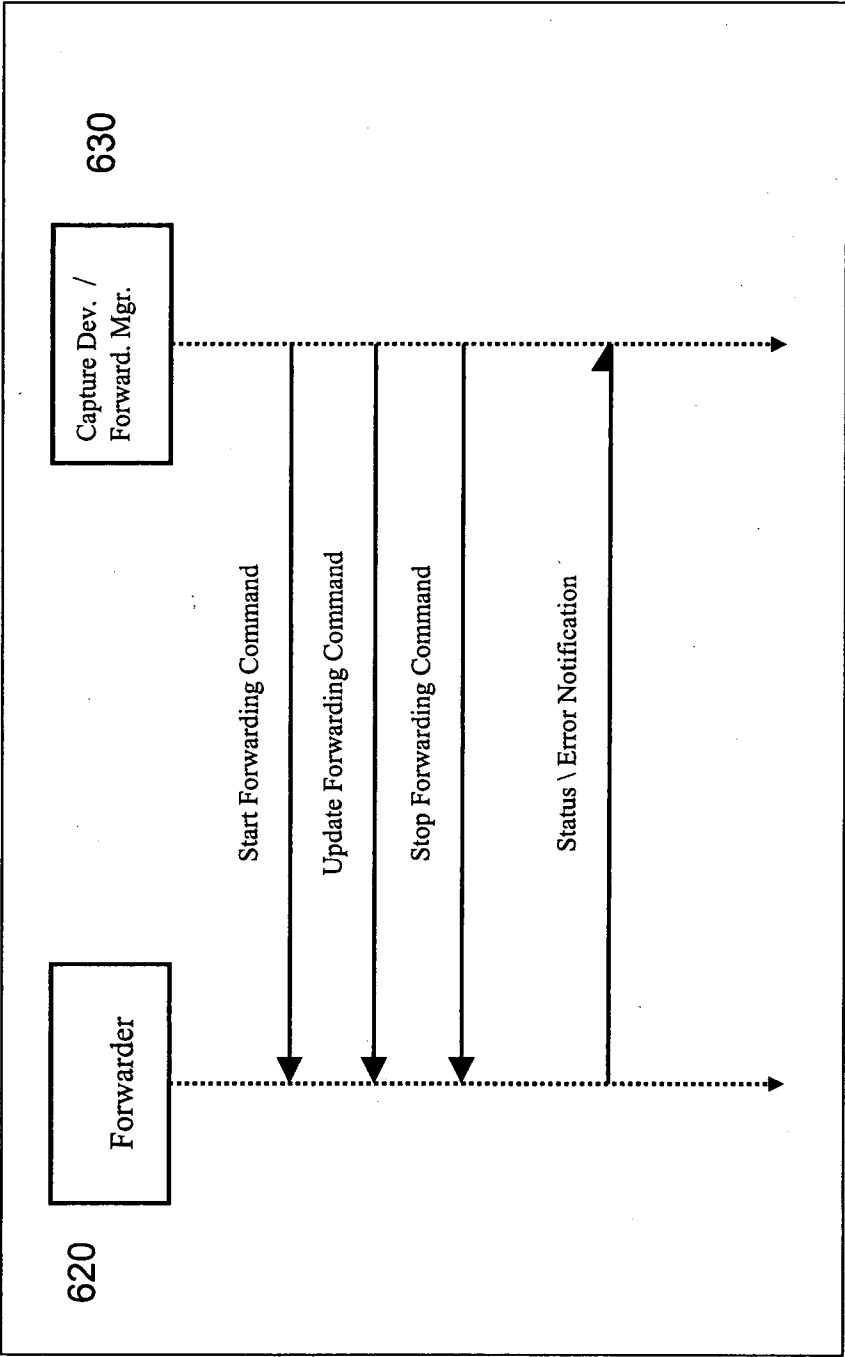 620
Forwarder
Capture Dev. /
Forward. Mgr.
630
Start Forwarding Command
Update Forwarding Command
Stop Forwarding Command
Status \ Error Notification